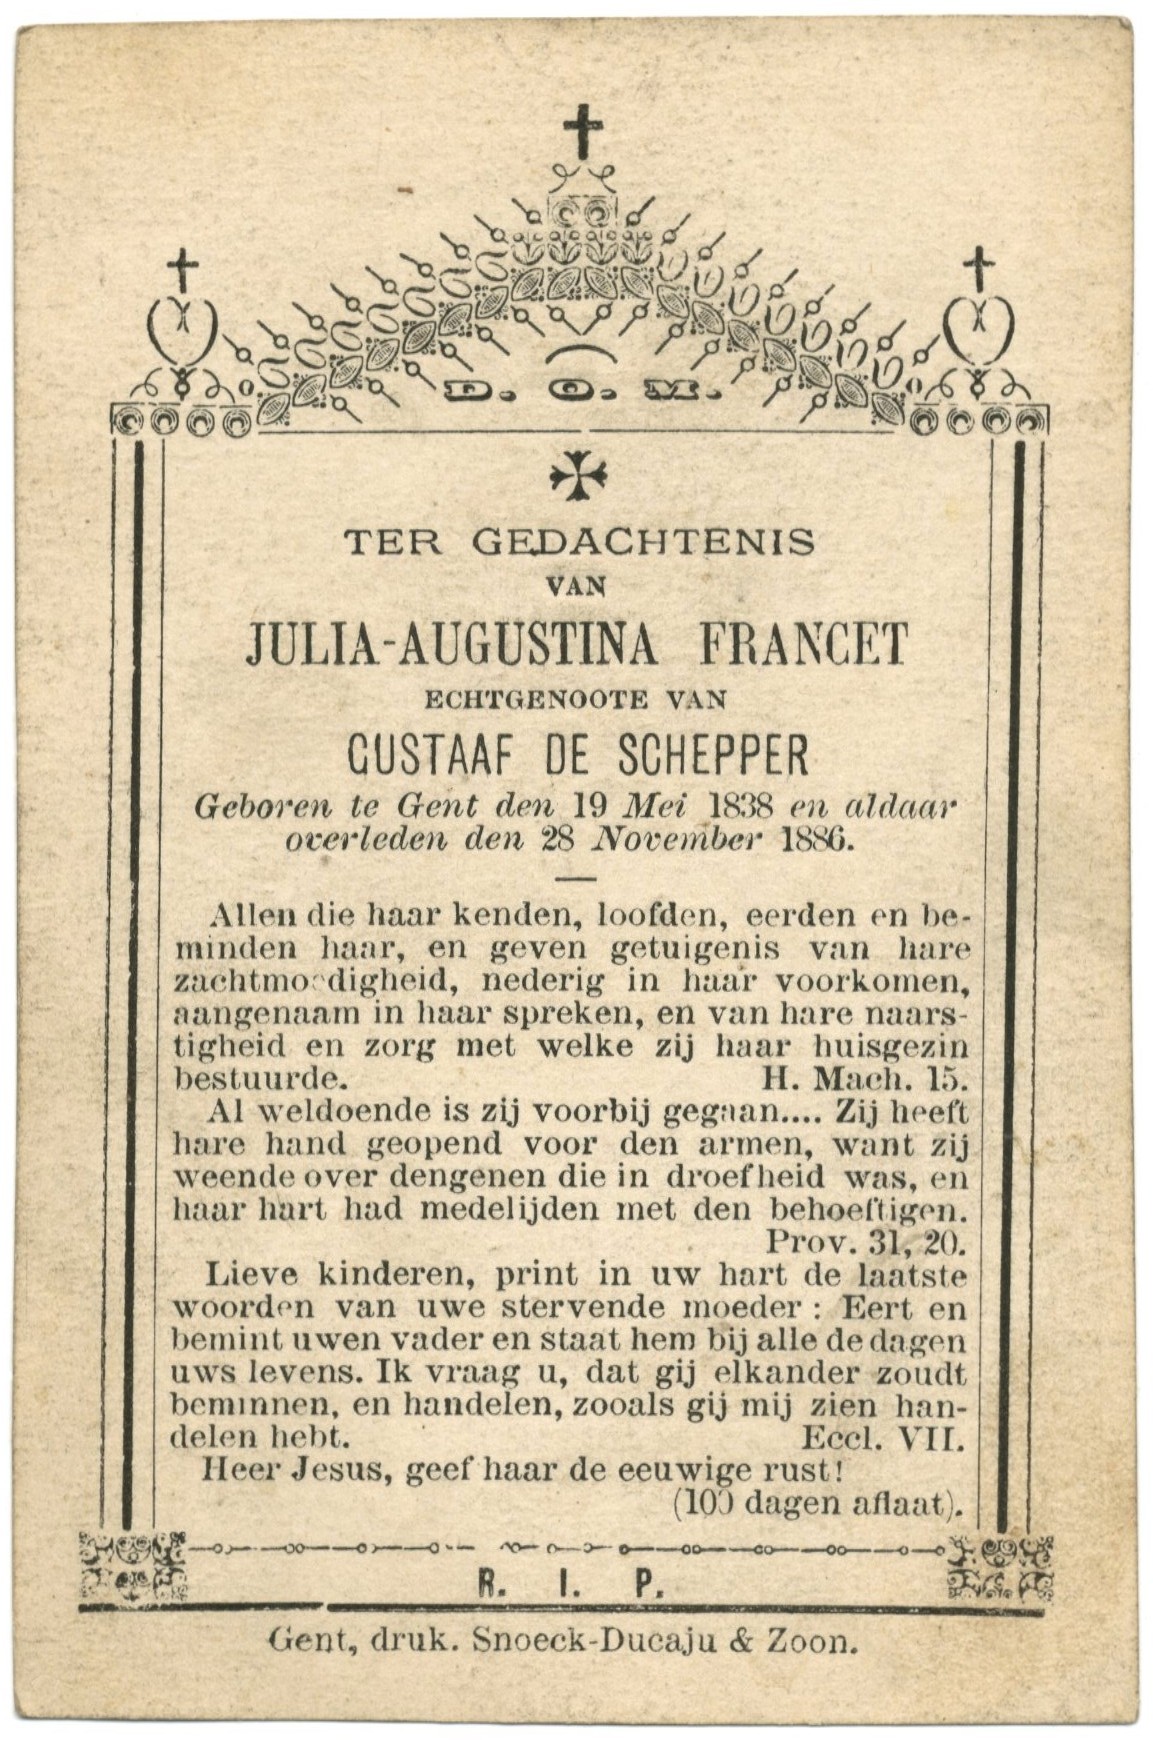 D. O. M.
TER GEDACHTENIS
VAN
JULIA-AUGUSTINA FRANCET
ECHTGENOOTE VAN
GUSTAAF DE SCHEPPER
Geboren te Gent den 19 Mei 1838 en aldaar
overleden den 28 November 1886.
Allen die haar kenden, loofden, eerden en be-
minden haar, en geven getuigenis van hare
zachtmoedigheid, nederig in haar voorkomen,
aangenaam in haar spreken, en van hare naars-
tigheid en zorg met welke zij haar huisgezin
bestuurde. H. Mach. 15.
Al weldoende is zij voorbij gegaan.... Zij heeft
hare hand geopend voor den armen, want zij
weende over dengenen die in droefheid was, en
haar hart had medelijden met den behoeftigen.
Prov. 31, 20.
Lieve kinderen, print in uw hart de laatste
woorden van uwe stervende moeder : Eert en
bemint uwen vader en staat hem bij alle de dagen
uws levens. Ik vraag u, dat gij elkander zoudt
beminnen, en handelen, zooals gij mij zien han-
delen hebt. Eccl. VII.
Heer Jesus, geef haar de eeuwige rust!
(100 dagen aflaat).
R. I. P.
Gent, druk. Snoeck-Ducaju & Zoon.